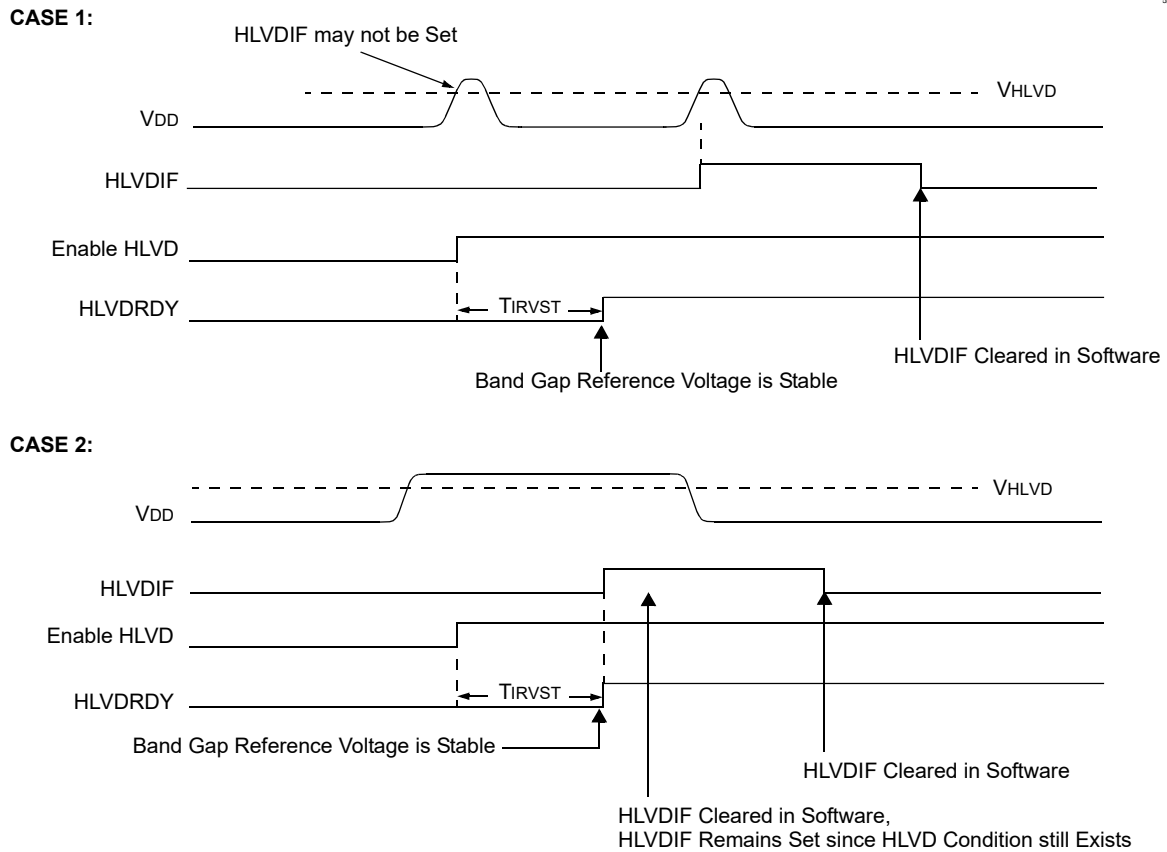 CASE 1:
HLVDIF may not be Set
VHLVD
VDD
HLVDIF
Enable HLVD
HLVDRDY
TIRVST
HLVDIF Cleared in Software
Band Gap Reference Voltage is Stable
CASE 2:
VHLVD
VDD
HLVDIF
Enable HLVD
HLVDRDY
TIRVST
Band Gap Reference Voltage is Stable
HLVDIF Cleared in Software
HLVDIF Cleared in Software,
HLVDIF Remains Set since HLVD Condition still Exists